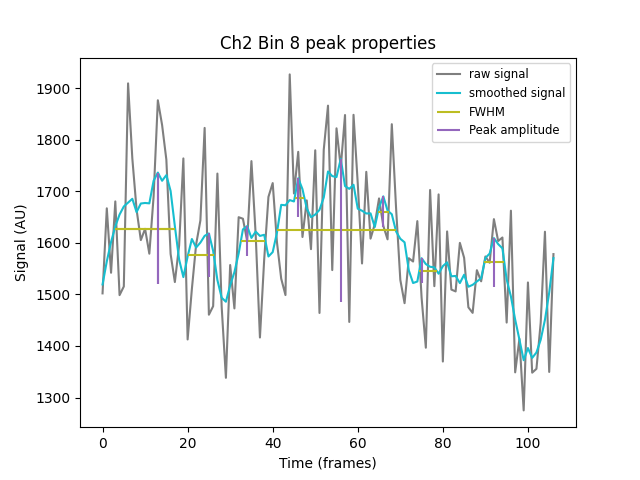 Ch2 Bin 8 peak properties
raw signal
smoothed signal
FWHM
Peak amplitude
Signal (AU)
1900
1800
1700
1600
1500
1400
1300
0 20 40 60 80 100
Time (frames)